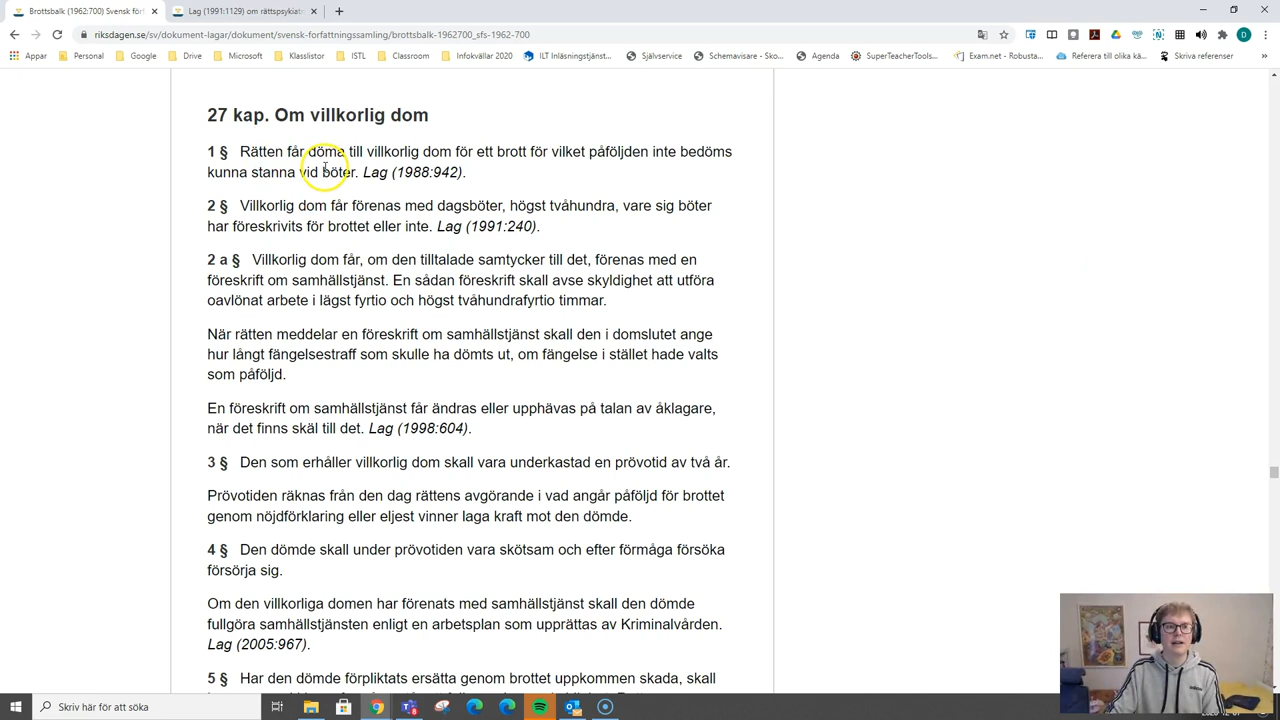 Brottsbalk (1962:700) Svensk för
Lag (1991:1129) om rättspsykiatr
riksdagen.se/sv/dokument-lagar/dokument/svensk-forfattningssamling/brottsbalk-1962700_sfs-1962-700
Appar Personal Google Drive Microsoft Klasslistor ISTL Classroom Infokvällar 2020 ILT Inläsningstjänst... Självservice Schemavisare - Sko... Agenda SuperTeacherTools... Exam.net - Robusta... Referera till olika kä... Skriva referenser
27 kap. Om villkorlig dom
1 § Rätten får döma till villkorlig dom för ett brott för vilket påföljden inte bedöms
kunna stanna vid böter. Lag (1988:942).
2 § Villkorlig dom får förenas med dagsböter, högst tvåhundra, vare sig böter
har föreskrivits för brottet eller inte. Lag (1991:240).
2 a § Villkorlig dom får, om den tilltalade samtycker till det, förenas med en
föreskrift om samhällstjänst. En sådan föreskrift skall avse skyldighet att utföra
oavlönat arbete i lägst fyrtio och högst tvåhundrafyrtio timmar.
När rätten meddelar en föreskrift om samhällstjänst skall den i domslutet ange
hur långt fängelsestraff som skulle ha dömts ut, om fängelse i stället hade valts
som påföljd.
En föreskrift om samhällstjänst får ändras eller upphävas på talan av åklagare,
när det finns skäl till det. Lag (1998:604).
3 § Den som erhåller villkorlig dom skall vara underkastad en prövotid av två år.
Prövotiden räknas från den dag rättens avgörande i vad angår påföljd för brottet
genom nöjdförklaring eller eljest vinner laga kraft mot den dömde.
4 § Den dömde skall under prövotiden vara skötsam och efter förmåga försöka
försörja sig.
Om den villkorliga domen har förenats med samhällstjänst skall den dömde
fullgöra samhällstjänsten enligt en arbetsplan som upprättas av Kriminalvården.
Lag (2005:967).
5 § Har den dömde förpliktats ersätta genom brottet uppkommen skada, skall
Skriv här för att söka